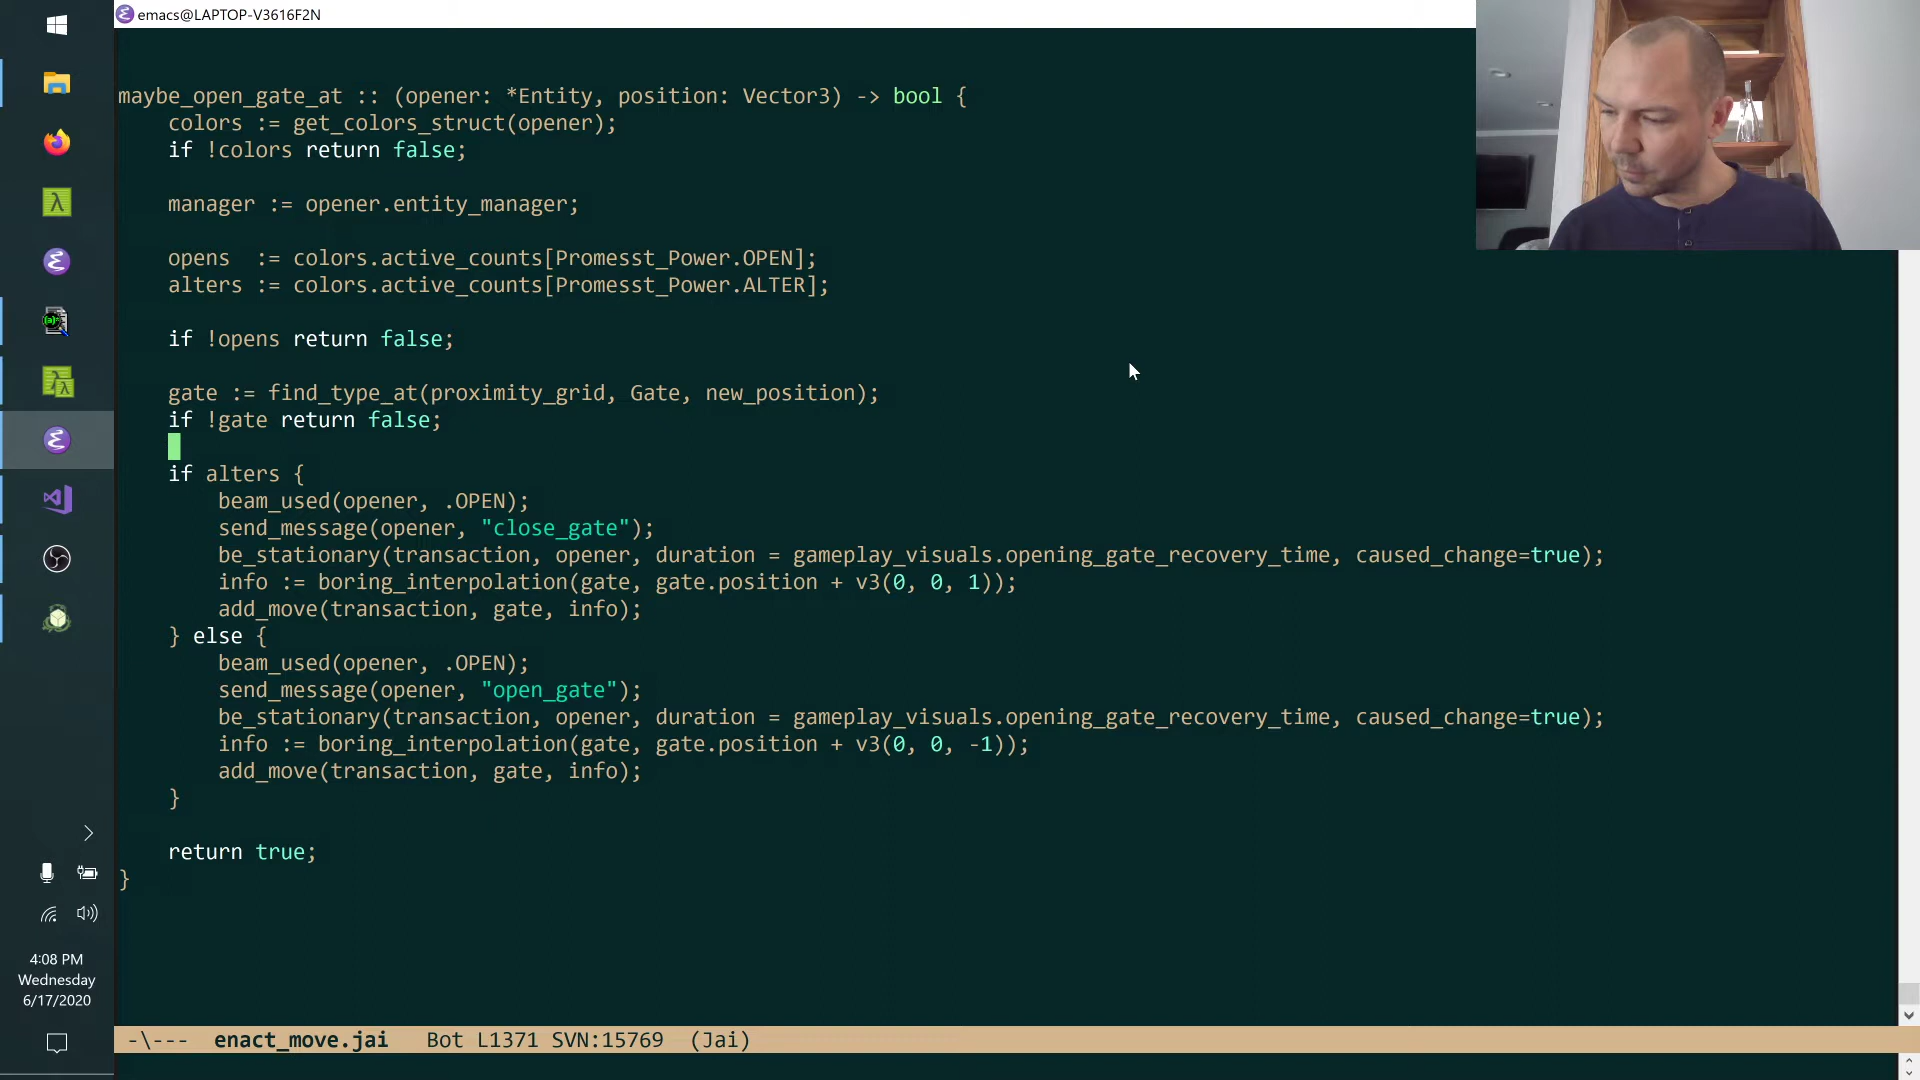 emacs@LAPTOP-V3616F2N
maybe_open_gate_at :: (opener: *Entity, position: Vector3) -> bool {
    colors := get_colors_struct(opener);
    if !colors return false;
    manager := opener.entity_manager;
    opens  := colors.active_counts[Promesst_Power.OPEN];
    alters := colors.active_counts[Promesst_Power.ALTER];
    if !opens return false;
    gate := find_type_at(proximity_grid, Gate, new_position);
    if !gate return false;
    if alters {
        beam_used(opener, .OPEN);
        send_message(opener, "close_gate");
        be_stationary(transaction, opener, duration = gameplay_visuals.opening_gate_recovery_time, caused_change=true);
        info := boring_interpolation(gate, gate.position + v3(0, 0, 1));
        add_move(transaction, gate, info);
    } else {
        beam_used(opener, .OPEN);
        send_message(opener, "open_gate");
        be_stationary(transaction, opener, duration = gameplay_visuals.opening_gate_recovery_time, caused_change=true);
        info := boring_interpolation(gate, gate.position + v3(0, 0, -1));
        add_move(transaction, gate, info);
    }
    return true;
}
4:08 PM
Wednesday
6/17/2020
-\--- enact_move.jai Bot L1371 SVN:15769 (Jai)